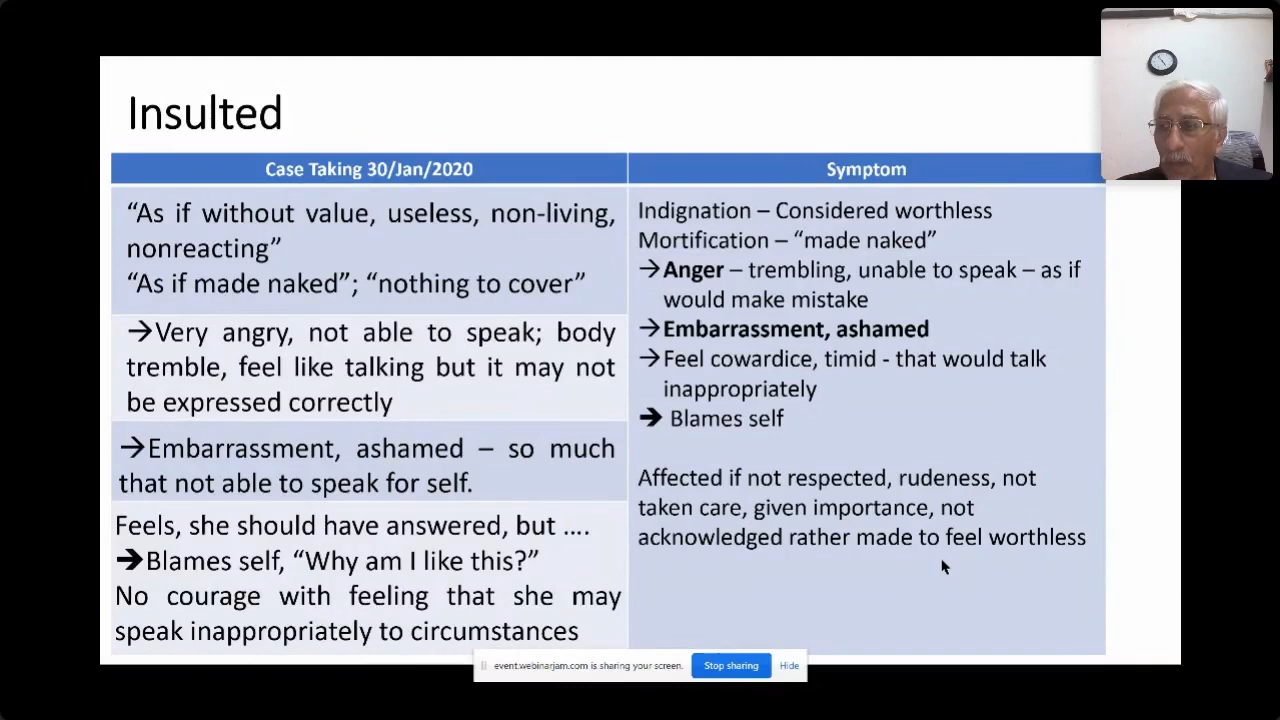 Insulted
Case Taking 30/Jan/2020
Symptom
“As if without value, useless, non-living,
nonreacting”
“As if made naked”; “nothing to cover”
→Very angry, not able to speak; body
tremble, feel like talking but it may not
be expressed correctly
→Embarrassment, ashamed – so much
that not able to speak for self.
Feels, she should have answered, but ….
➔Blames self, “Why am I like this?”
No courage with feeling that she may
speak inappropriately to circumstances
Indignation – Considered worthless
Mortification – “made naked”
→Anger – trembling, unable to speak – as if
would make mistake
→Embarrassment, ashamed
→Feel cowardice, timid - that would talk
inappropriately
➔ Blames self
Affected if not respected, rudeness, not
taken care, given importance, not
acknowledged rather made to feel worthless
event.webinarjam.com is sharing your screen.
Stop sharing
Hide